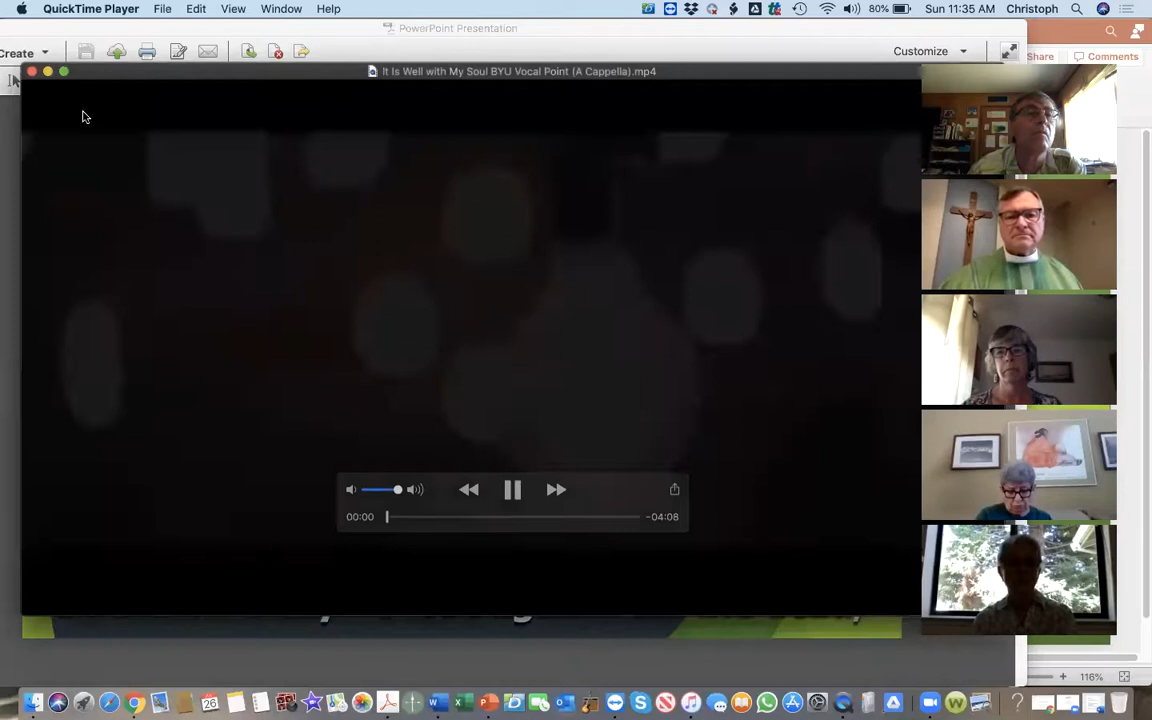 QuickTime Player File Edit View Window Help 80% Sun 11:35 AM Christoph
PowerPoint Presentation
Create
Customize
Share Comments
It Is Well with My Soul BYU Vocal Point (A Cappella).mp4
00:00 -04:08
116%
26